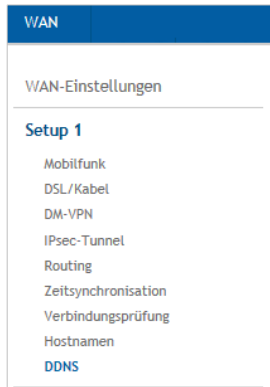 WAN
WAN-Einstellungen
Setup 1
Mobilfunk
DSL/Kabel
DM-VPN
IPsec-Tunnel
Routing
Zeitsynchronisation
Verbindungsprüfung
Hostnamen
DDNS